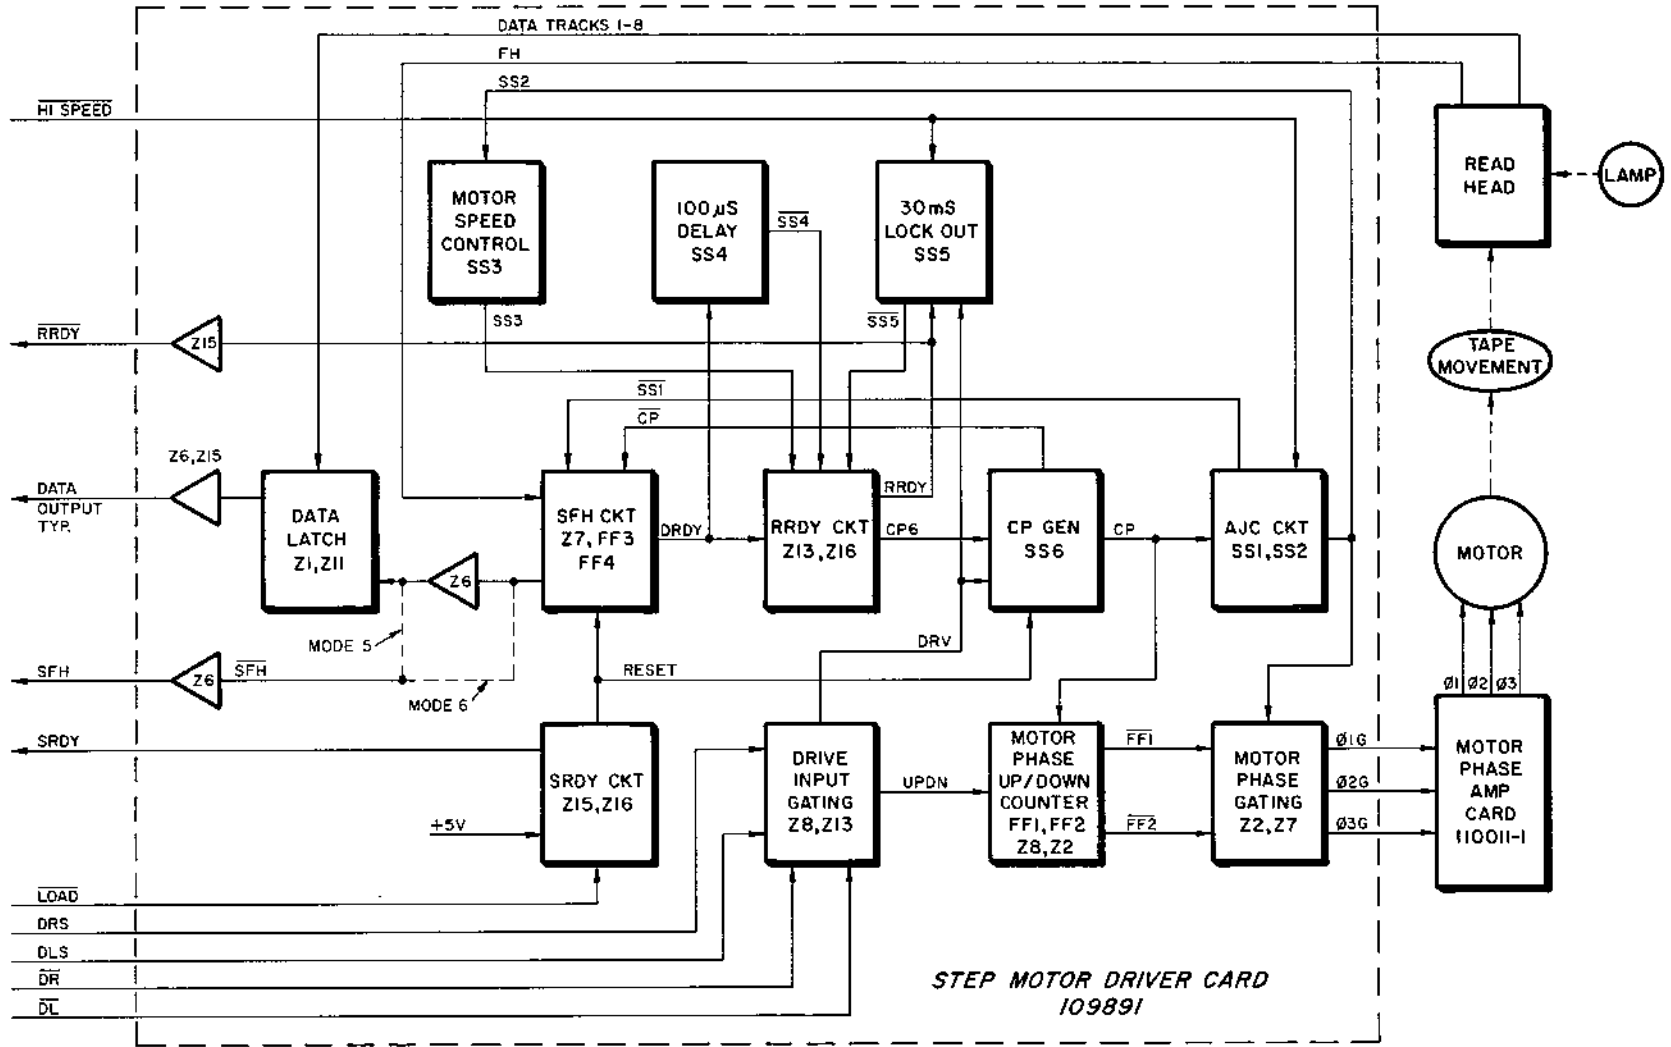 DATA TRACKS 1-8
FH
SS2
HI SPEED
MOTOR
SPEED
CONTROL
SS3
100 µS
DELAY
SS4
SS4
30mS
LOCK OUT
SS5
READ
HEAD
LAMP
SS3
SS5
RRDY
Z15
TAPE
MOVEMENT
SS1
CP
Z6,Z15
DATA
OUTPUT
TYP.
DATA
LATCH
Z1,Z11
SFH CKT
Z7, FF3
FF4
DRDY
RRDY CKT
Z13,Z16
RRDY
CP6
CP GEN
SS6
CP
AJC CKT
SS1,SS2
MOTOR
Z6
MODE 5
DRV
SFH
Z6
SFH
MODE 6
RESET
Ø1 Ø2 Ø3
SRDY
SRDY CKT
Z15,Z16
+5V
DRIVE
INPUT
GATING
Z8,Z13
UPDN
MOTOR
PHASE
UP/DOWN
COUNTER
FF1,FF2
Z8,Z2
FF1
FF2
MOTOR
PHASE
GATING
Z2,Z7
Ø1G
Ø2G
Ø3G
MOTOR
PHASE
AMP
CARD
110011-1
LOAD
DRS
DLS
DR
DL
STEP MOTOR DRIVER CARD
109891